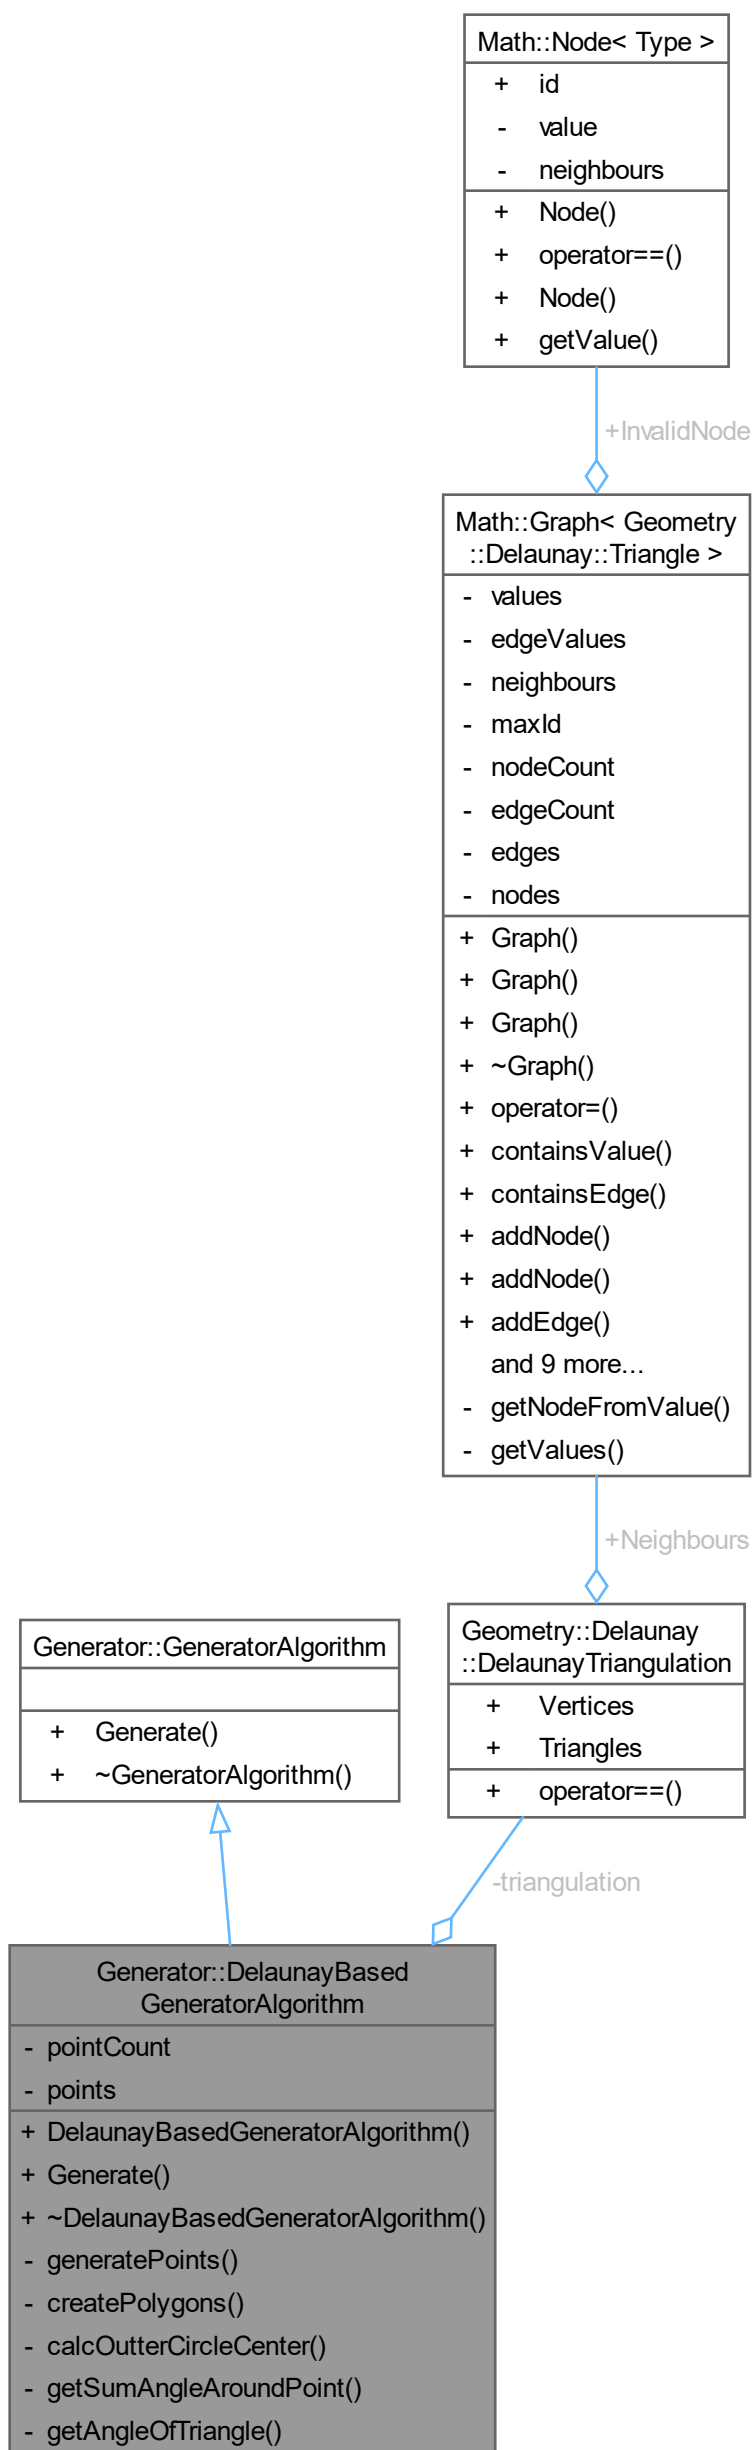 Math::Node< Type >
+ id
- value
- neighbours
+ Node()
+ operator==()
+ Node()
+ getValue()
+InvalidNode
Math::Graph< Geometry
::Delaunay::Triangle >
- values
- edgeValues
- neighbours
- maxId
- nodeCount
- edgeCount
- edges
- nodes
+ Graph()
+ Graph()
+ Graph()
+ ~Graph()
+ operator=()
+ containsValue()
+ containsEdge()
+ addNode()
+ addNode()
+ addEdge()
and 9 more...
- getNodeFromValue()
- getValues()
+Neighbours
Generator::GeneratorAlgorithm
+ Generate()
+ ~GeneratorAlgorithm()
Geometry::Delaunay
::DelaunayTriangulation
+ Vertices
+ Triangles
+ operator==()
-triangulation
Generator::DelaunayBased
GeneratorAlgorithm
- pointCount
- points
+ DelaunayBasedGeneratorAlgorithm()
+ Generate()
+ ~DelaunayBasedGeneratorAlgorithm()
- generatePoints()
- createPolygons()
- calcOutterCircleCenter()
- getSumAngleAroundPoint()
- getAngleOfTriangle()